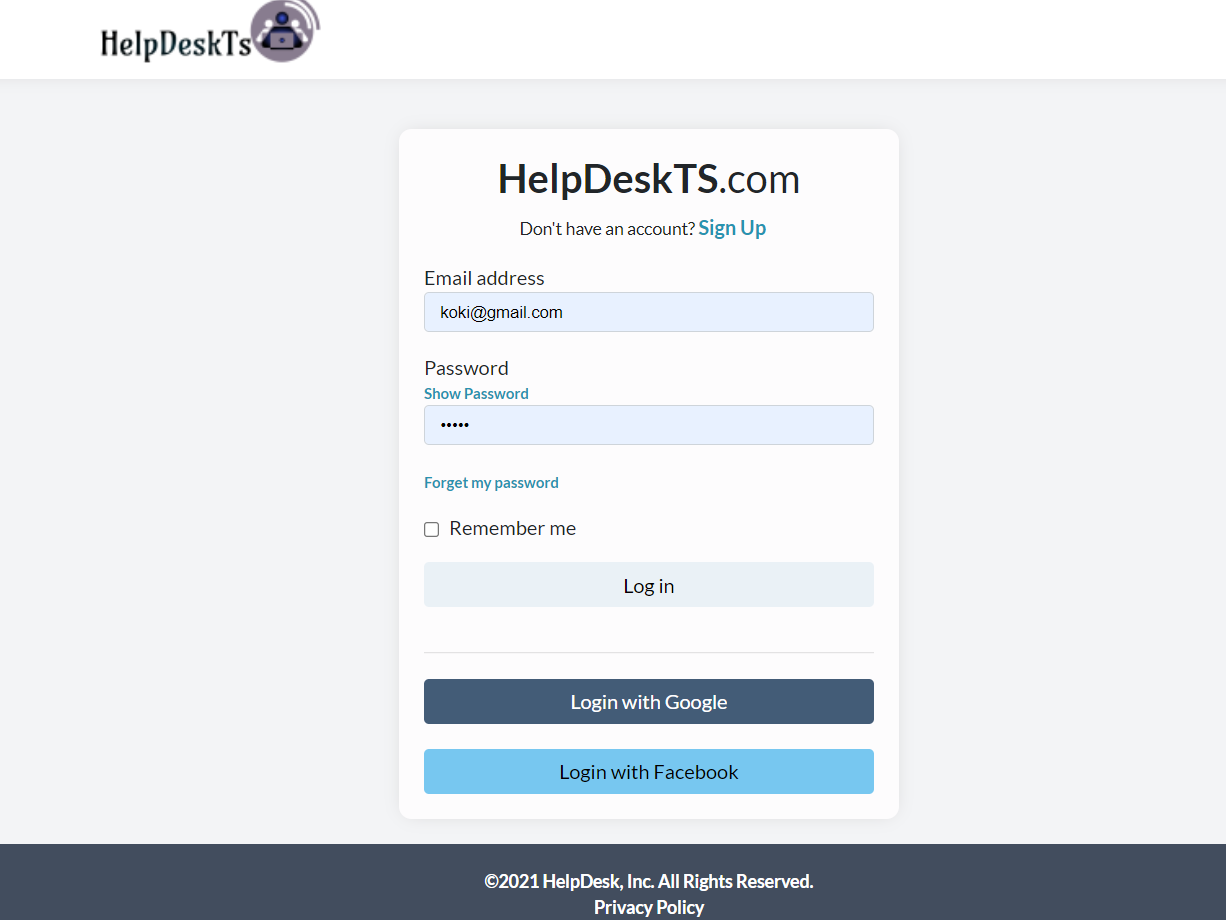 HelpDeskTs
HelpDeskTS.com
Don't have an account? Sign Up
Email address
koki@gmail.com
Password
Show Password
•••••
Forget my password
Remember me
Log in
Login with Google
Login with Facebook
©2021 HelpDesk, Inc. All Rights Reserved.
Privacy Policy